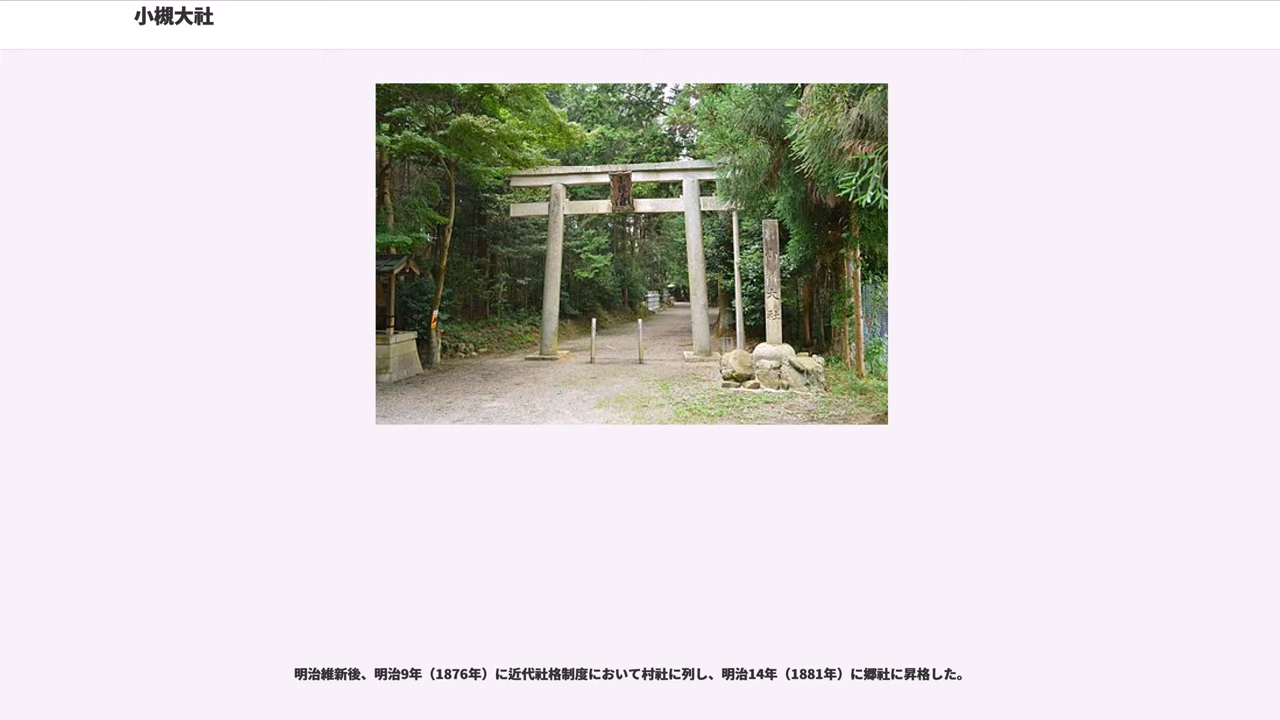 小槻大社
大社
明治維新後、明治9年（1876年）に近代社格制度において村社に列し、明治14年（1881年）に郷社に昇格した。